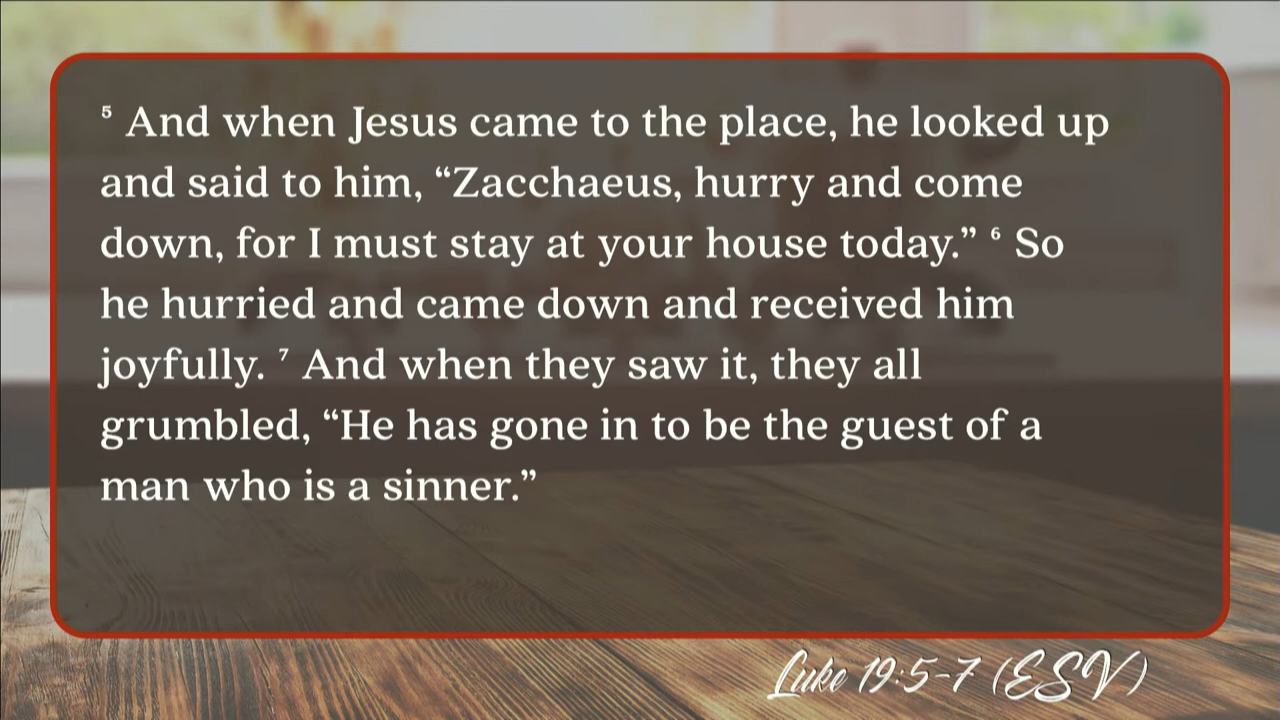 ⁵ And when Jesus came to the place, he looked up
and said to him, “Zacchaeus, hurry and come
down, for I must stay at your house today.” ⁶ So
he hurried and came down and received him
joyfully. ⁷ And when they saw it, they all
grumbled, “He has gone in to be the guest of a
man who is a sinner.”
Luke 19:5-7 (ESV)